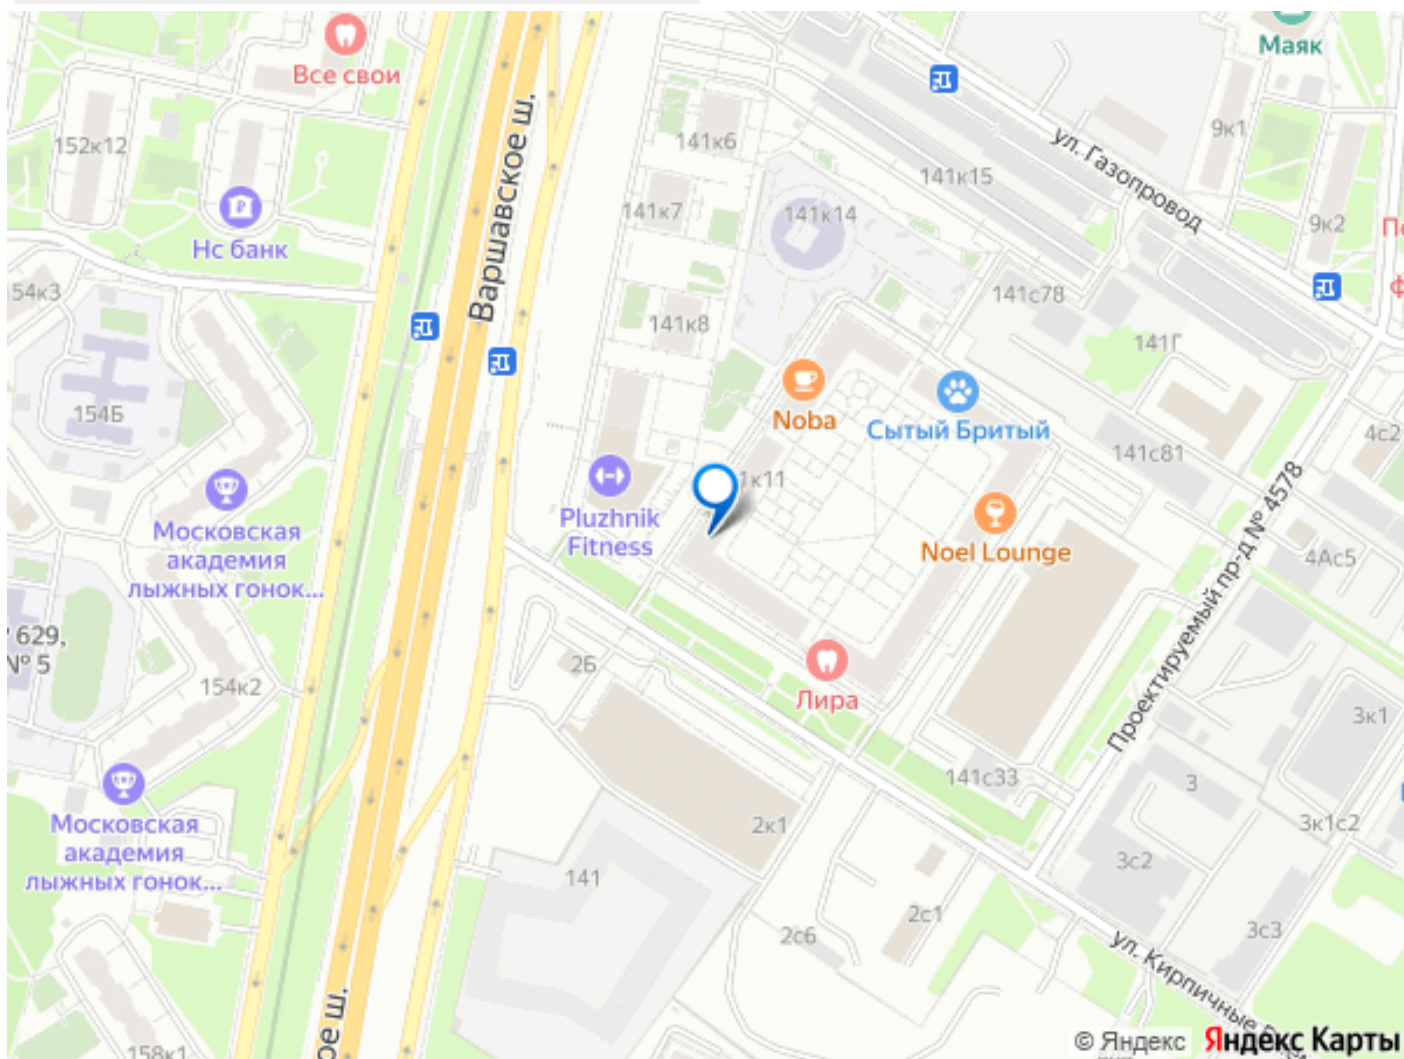 Все свои
Маяк
152к12
Варшавское ш.
141к6
ул. Газопровод
9к1
141к15
141к7
141к14
9к2
Нс банк
54к3
141с78
141к8
141Г
154Б
Noba
Сытый Бритый
4с2
141с81
1к11
Московская
академия
лыжных гонок...
Pluzhnik
Fitness
Noel Lounge
Проектируемый пр-д № 4578
4Ас5
629,
№ 5
154к2
2Б
Лира
3к1
141с33
3
Московская
академия
лыжных гонок...
2к1
3к1с2
3с2
141
2с1
2с6
3с3
ул. Кирпичные
ое ш.
158к1
© Яндекс
Яндекс Карты